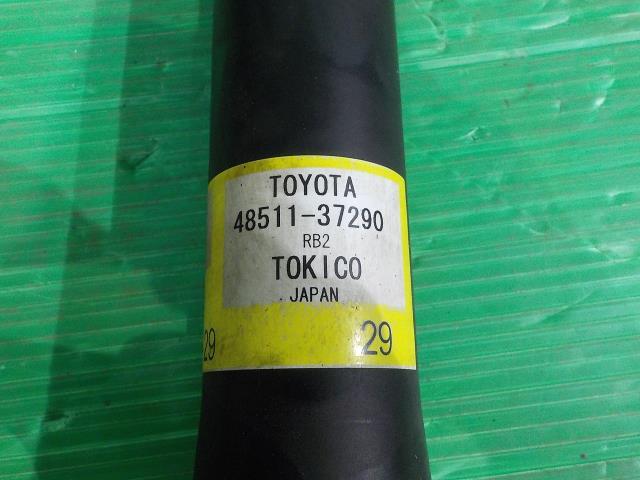 TOYOTA
48511-37290
RB2
TOKICO
JAPAN
29 29